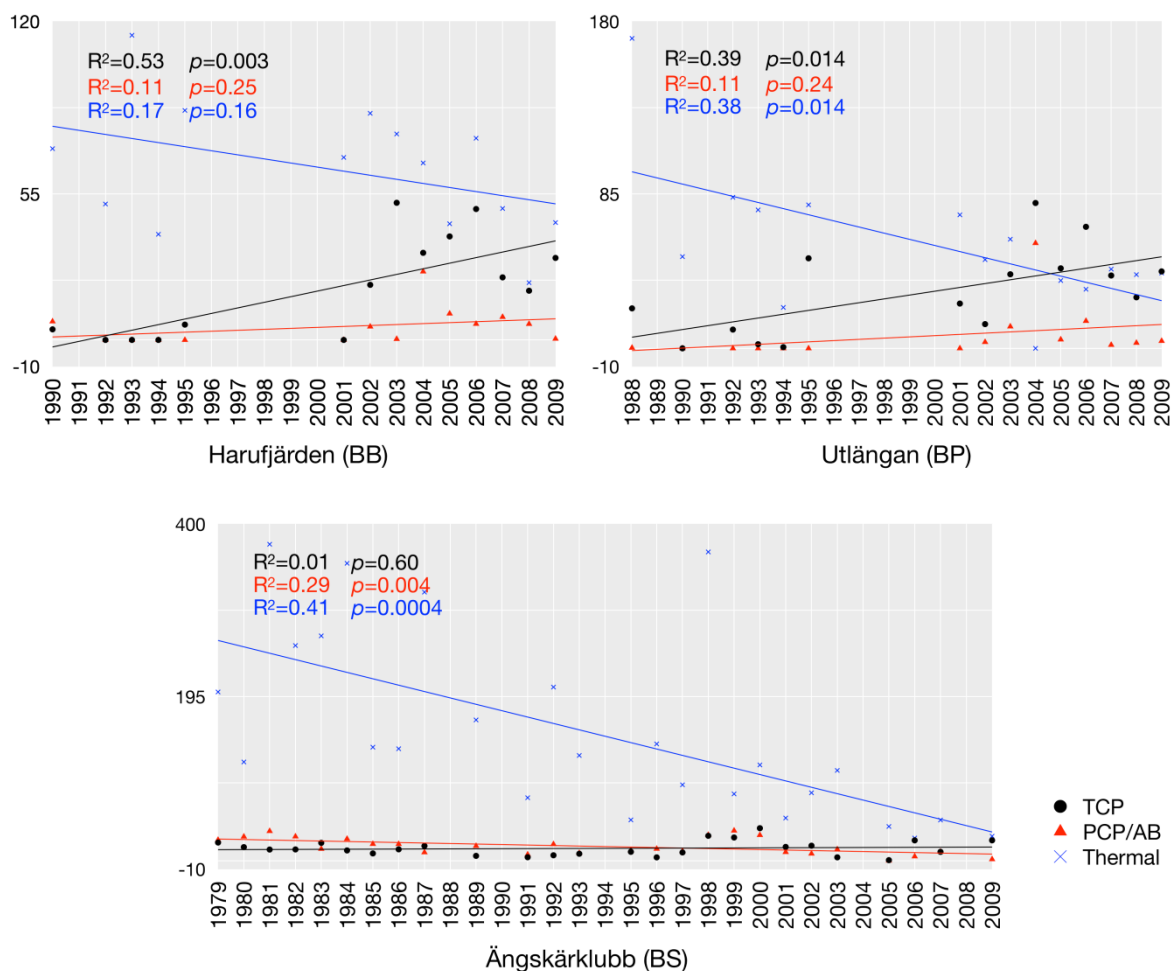 120
55
-10
R²=0.53 p=0.003
R²=0.11 p=0.25
R²=0.17 p=0.16
1990 1991 1992 1993 1994 1995 1996 1997 1998 1999 2000 2001 2002 2003 2004 2005 2006 2007 2008 2009
Harufjärden (BB)
180
85
-10
R²=0.39 p=0.014
R²=0.11 p=0.24
R²=0.38 p=0.014
1988 1989 1990 1991 1992 1993 1994 1995 1996 1997 1998 1999 2000 2001 2002 2003 2004 2005 2006 2007 2008 2009
Utlängan (BP)
400
195
-10
R²=0.01 p=0.60
R²=0.29 p=0.004
R²=0.41 p=0.0004
1979 1980 1981 1982 1983 1984 1985 1986 1987 1988 1989 1990 1991 1992 1993 1994 1995 1996 1997 1998 1999 2000 2001 2002 2003 2004 2005 2006 2007 2008 2009
Ängskärklubb (BS)
TCP
PCP/AB
Thermal